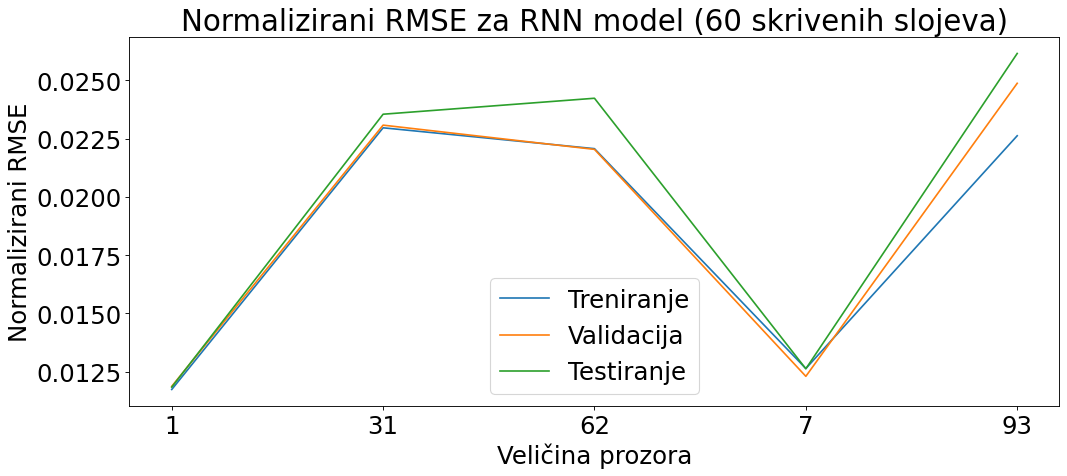 Normalizirani RMSE za RNN model (60 skrivenih slojeva)
Normalizirani RMSE
0.0250
0.0225
0.0200
0.0175
0.0150
0.0125
Treniranje
Validacija
Testiranje
1 31 62 7 93
Veličina prozora